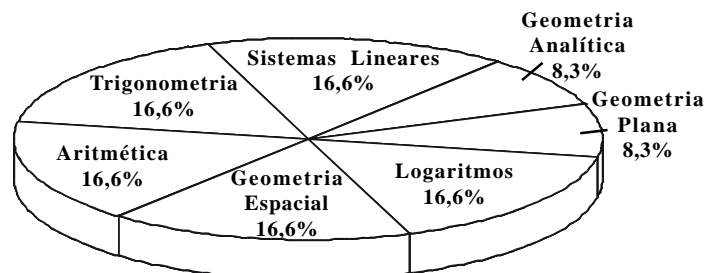 Geometria
Analítica
8,3%
Sistemas Lineares
16,6%
Trigonometria
16,6%
Geometria
Plana
8,3%
Aritmética
16,6%
Geometria
Espacial
16,6%
Logaritmos
16,6%